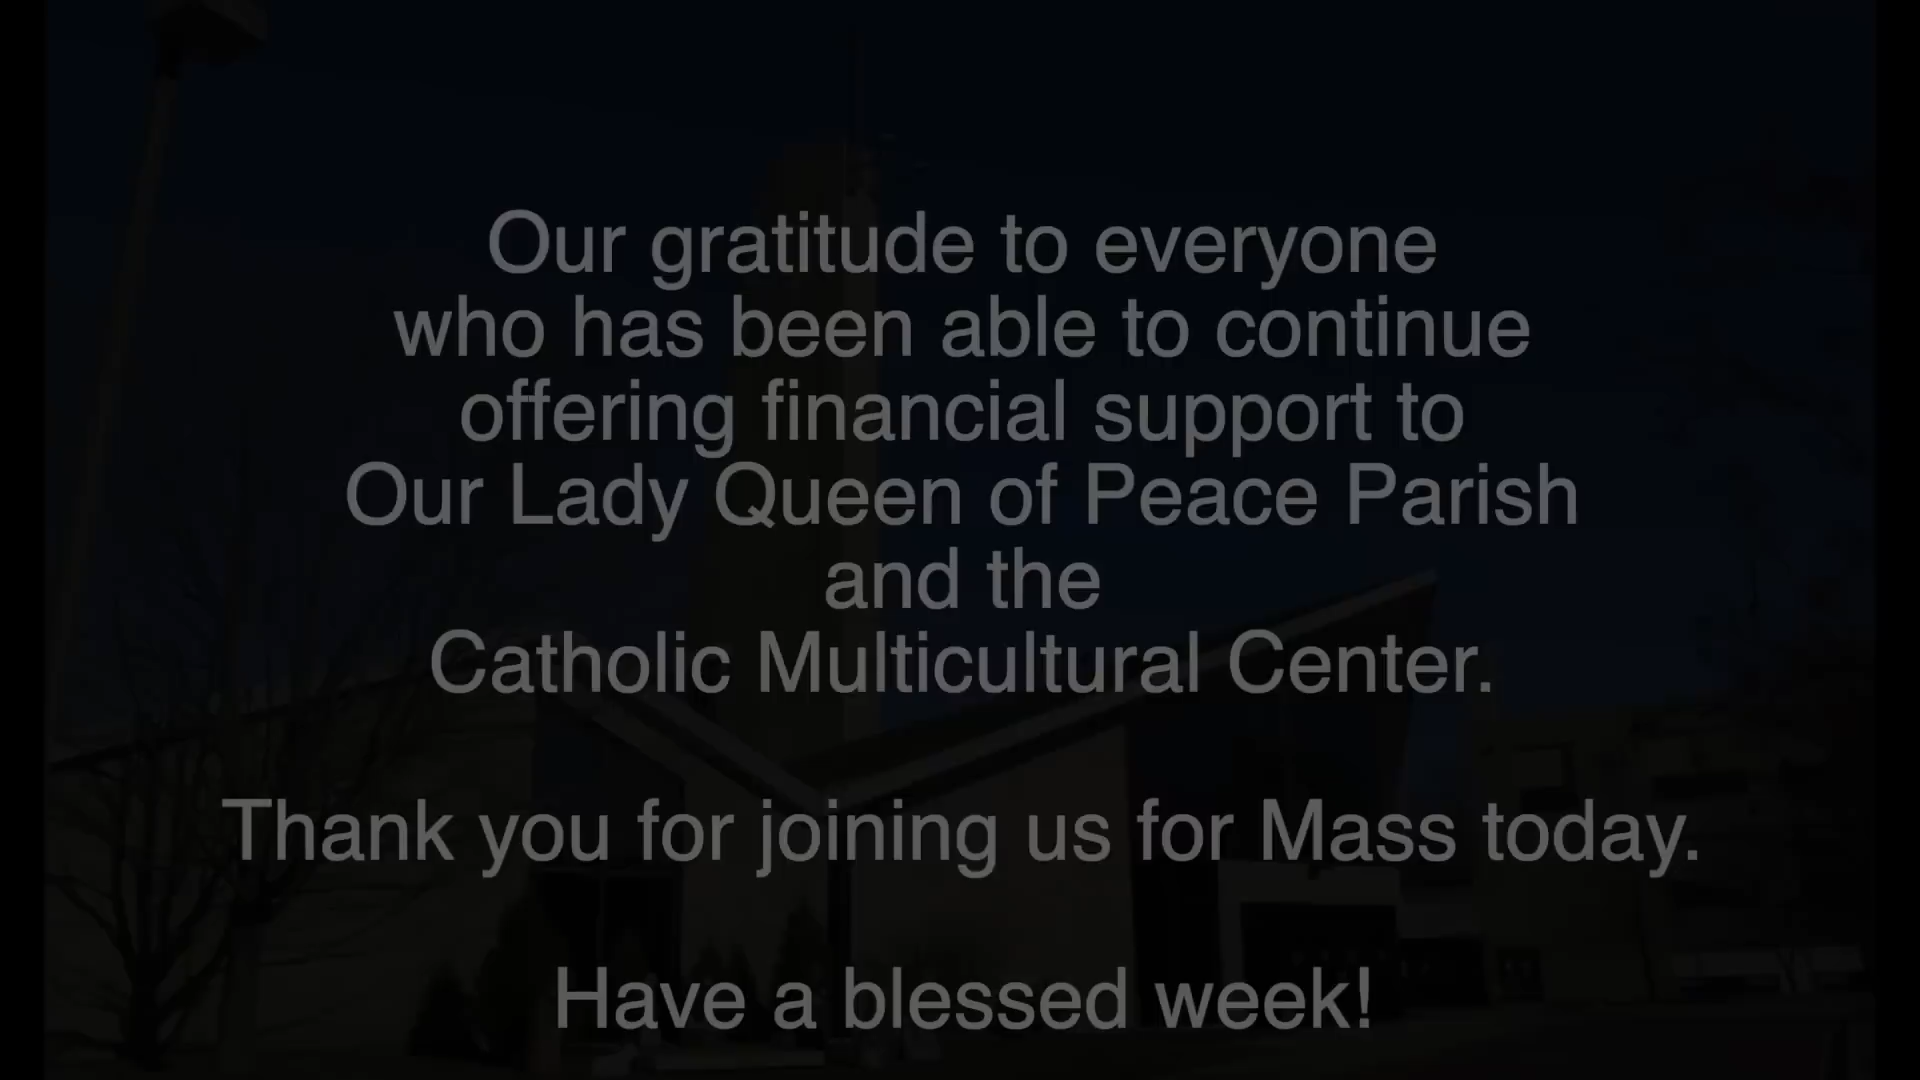 Our gratitude to everyone
who has been able to continue
offering financial support to
Our Lady Queen of Peace Parish
and the
Catholic Multicultural Center.
Thank you for joining us for Mass today.
Have a blessed week!